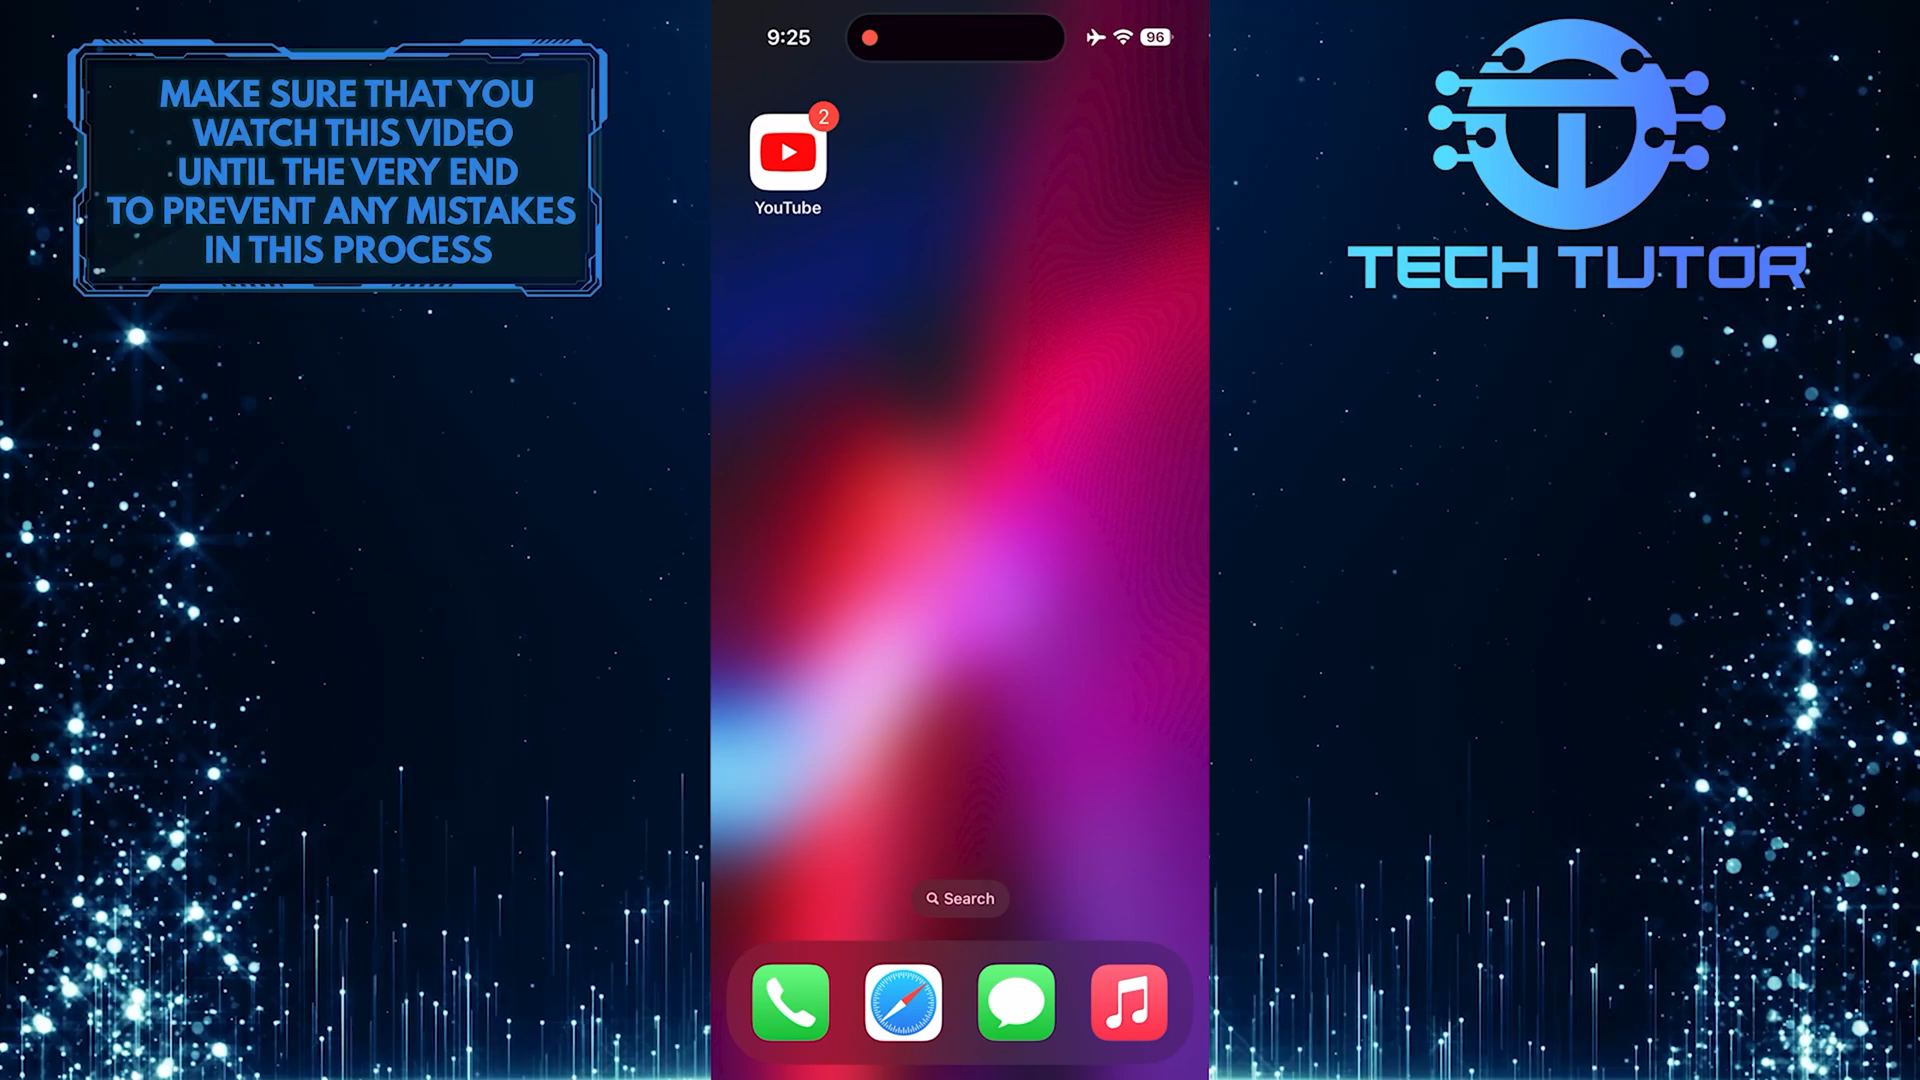 MAKE SURE THAT YOU
WATCH THIS VIDEO
UNTIL THE VERY END
TO PREVENT ANY MISTAKES
IN THIS PROCESS
9:25
96
2
YouTube
Search
TECH TUTOR